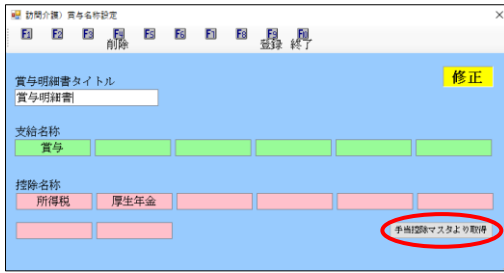 訪問介護）賞与名称設定
F1 F2 F3 F4 F5 F6 F7 F8 F9 F10
削除 登録 終了
賞与明細書タイトル
修正
賞与明細書
支給名称
賞与
控除名称
所得税 厚生年金
手当控除マスタより取得